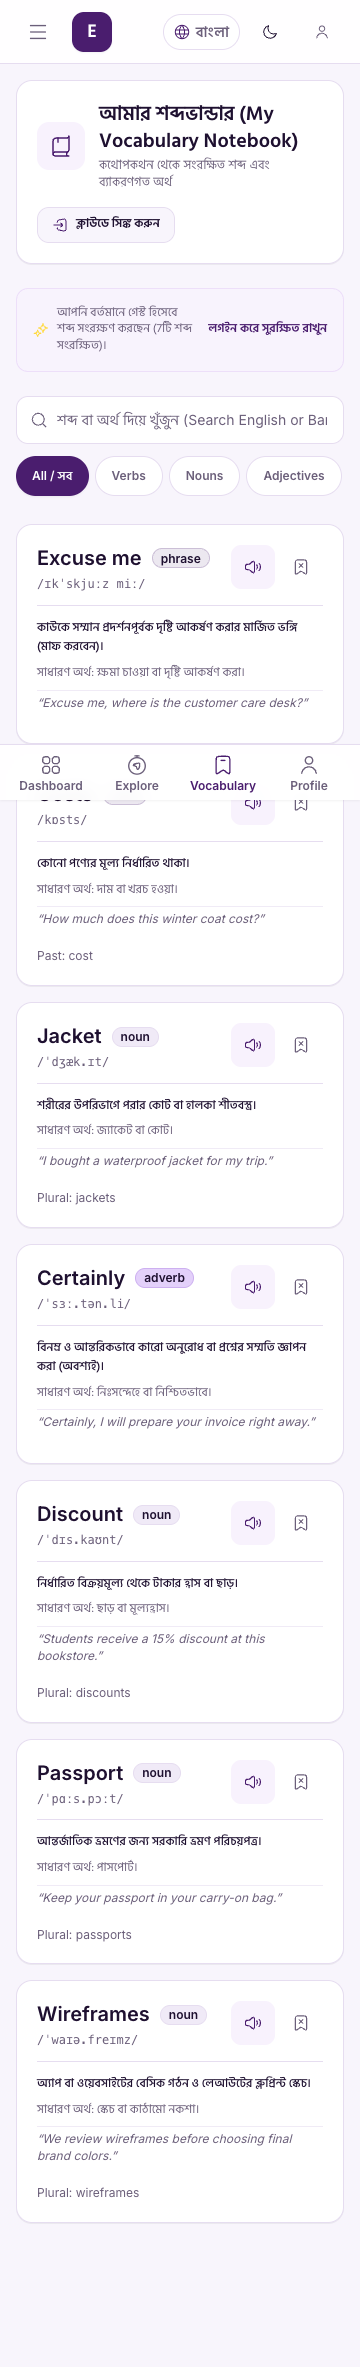 E
বাংলা
আমার শব্দভান্ডার (My
Vocabulary Notebook)
কথোপকথন থেকে সংরক্ষিত শব্দ এবং
ব্যাকরণগত অর্থ
ক্লাউডে সিঙ্ক করুন
আপনি বর্তমানে গেস্ট হিসেবে
শব্দ সংরক্ষণ করছেন (7টি শব্দ
সংরক্ষিত)।
লগইন করে সুরক্ষিত রাখুন
শব্দ বা অর্থ দিয়ে খুঁজুন (Search English or Bar
All / সব
Verbs
Nouns
Adjectives
Excuse me phrase
/ɪkˈskjuːz miː/
কাউকে সম্মান প্রদর্শনপূর্বক দৃষ্টি আকর্ষণ করার মার্জিত ভঙ্গি
(মাফ করবেন)।
সাধারণ অর্থ: ক্ষমা চাওয়া বা দৃষ্টি আকর্ষণ করা।
“Excuse me, where is the customer care desk?”
Dashboard
Explore
Vocabulary
Profile
/kɒsts/
কোনো পণ্যের মূল্য নির্ধারিত থাকা।
সাধারণ অর্থ: দাম বা খরচ হওয়া।
“How much does this winter coat cost?”
Past: cost
Jacket noun
/ˈdʒæk.ɪt/
শরীরের উপরিভাগে পরার কোট বা হালকা শীতবস্ত্র।
সাধারণ অর্থ: জ্যাকেট বা কোট।
“I bought a waterproof jacket for my trip.”
Plural: jackets
Certainly adverb
/ˈsɜː.tən.li/
বিনম্র ও আন্তরিকভাবে কারো অনুরোধ বা প্রশ্নের সম্মতি জ্ঞাপন
করা (অবশ্যই)।
সাধারণ অর্থ: নিঃসন্দেহে বা নিশ্চিতভাবে।
“Certainly, I will prepare your invoice right away.”
Discount noun
/ˈdɪs.kaʊnt/
নির্ধারিত বিক্রয়মূল্য থেকে টাকার হ্রাস বা ছাড়।
সাধারণ অর্থ: ছাড় বা মূল্যহ্রাস।
“Students receive a 15% discount at this
bookstore.”
Plural: discounts
Passport noun
/ˈpɑːs.pɔːt/
আন্তর্জাতিক ভ্রমণের জন্য সরকারি ভ্রমণ পরিচয়পত্র।
সাধারণ অর্থ: পাসপোর্ট।
“Keep your passport in your carry-on bag.”
Plural: passports
Wireframes noun
/ˈwaɪə.freɪmz/
অ্যাপ বা ওয়েবসাইটের বেসিক গঠন ও লেআউটের ব্লুপ্রিন্ট স্কেচ।
সাধারণ অর্থ: স্কেচ বা কাঠামো নকশা।
“We review wireframes before choosing final
brand colors.”
Plural: wireframes